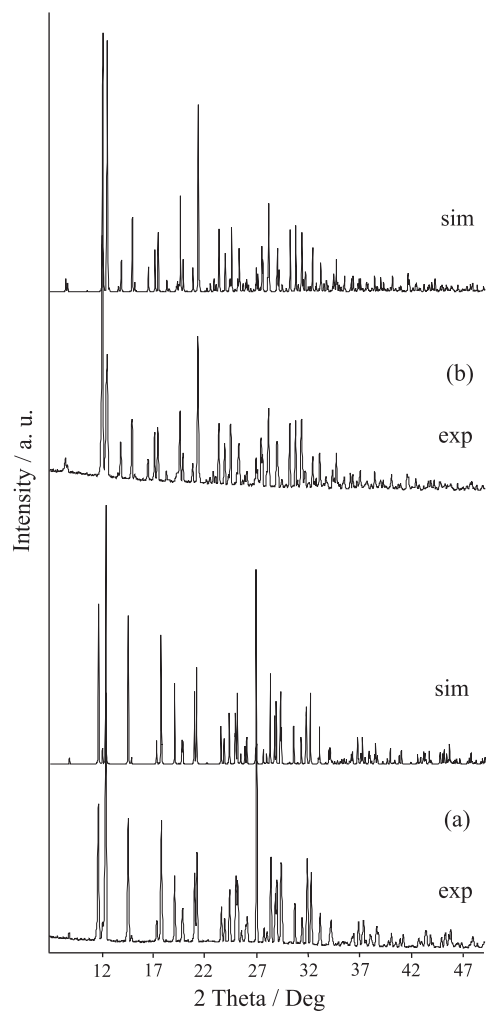 sim
(b)
exp
Intensity / a. u.
sim
(a)
exp
12 17 22 27 32 37 42 47
2 Theta / Deg